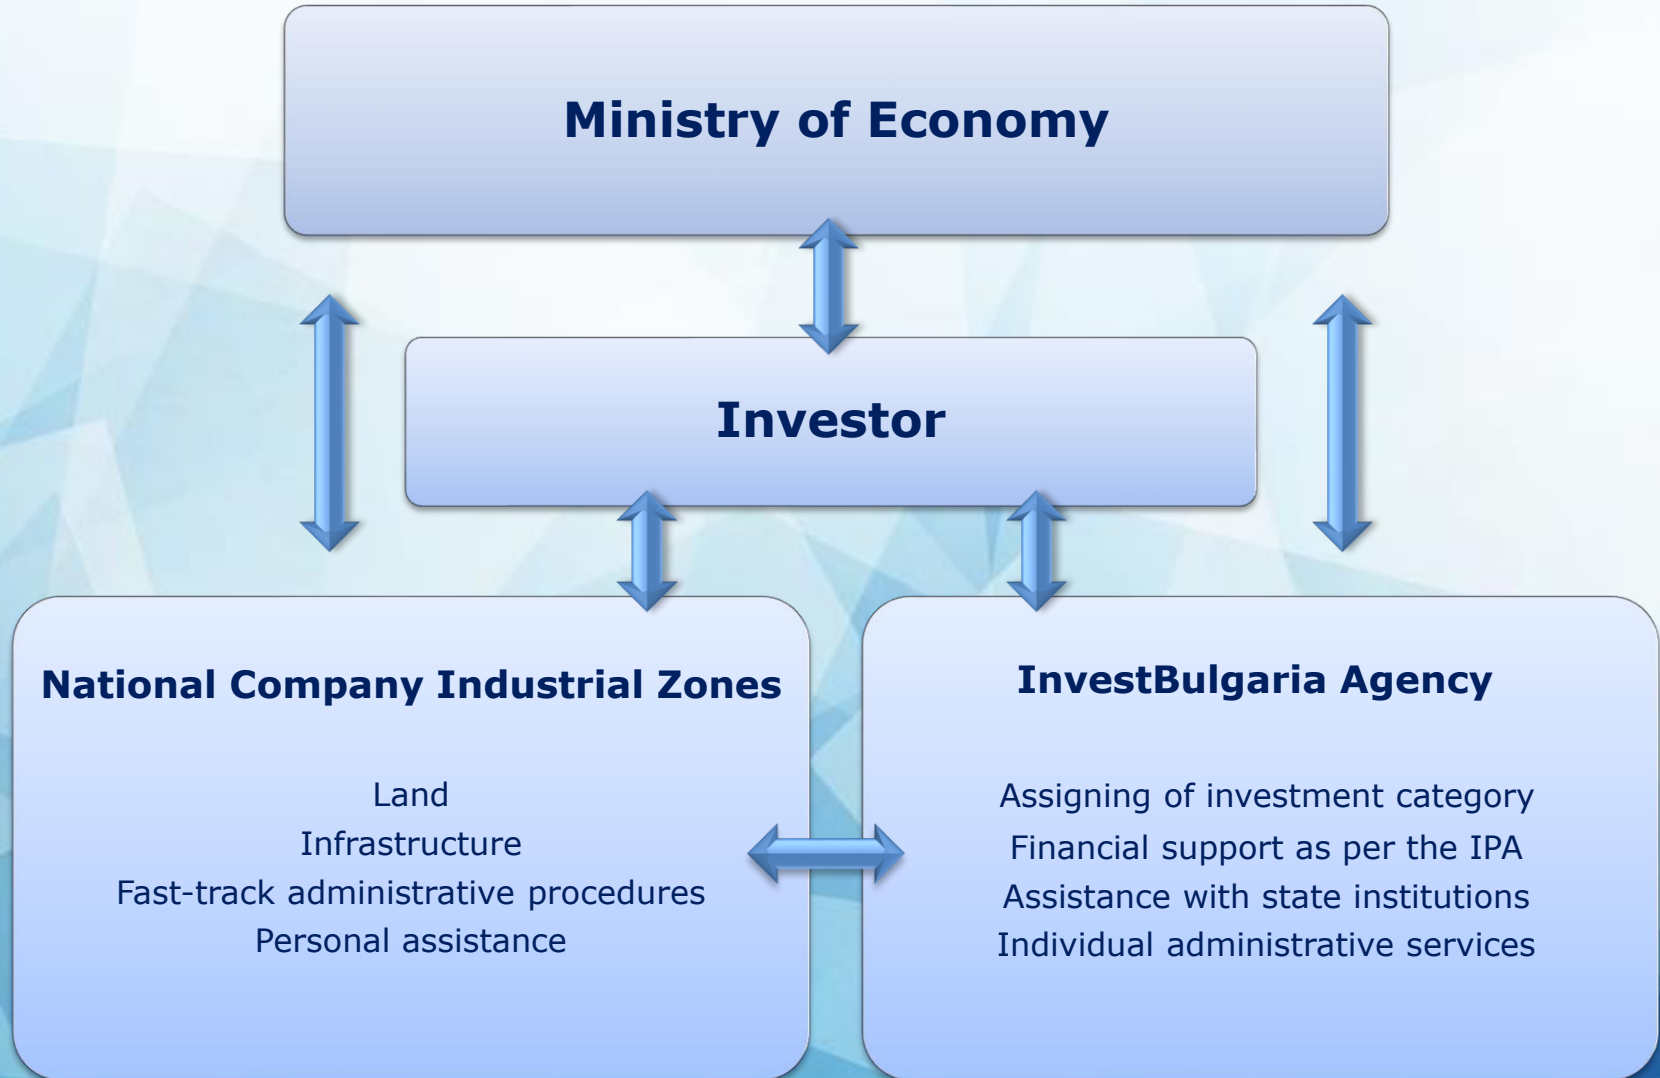 Ministry of Economy
Investor
National Company Industrial Zones
Land
Infrastructure
Fast-track administrative procedures
Personal assistance
InvestBulgaria Agency
Assigning of investment category
Financial support as per the IPA
Assistance with state institutions
Individual administrative services